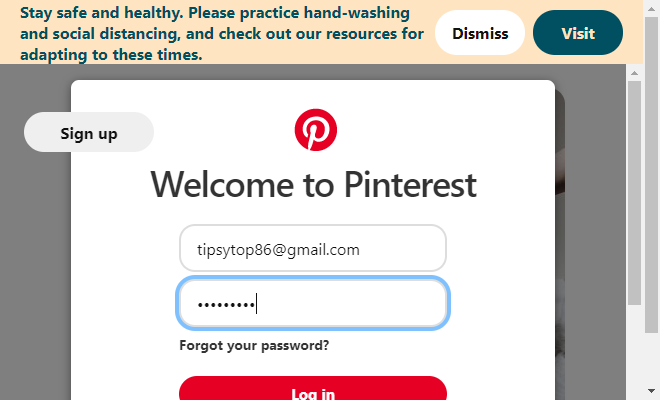 Stay safe and healthy. Please practice hand-washing
and social distancing, and check out our resources for
adapting to these times.
Dismiss
Visit
Sign up
Welcome to Pinterest
tipsytop86@gmail.com
•••••••••
Forgot your password?
Log in